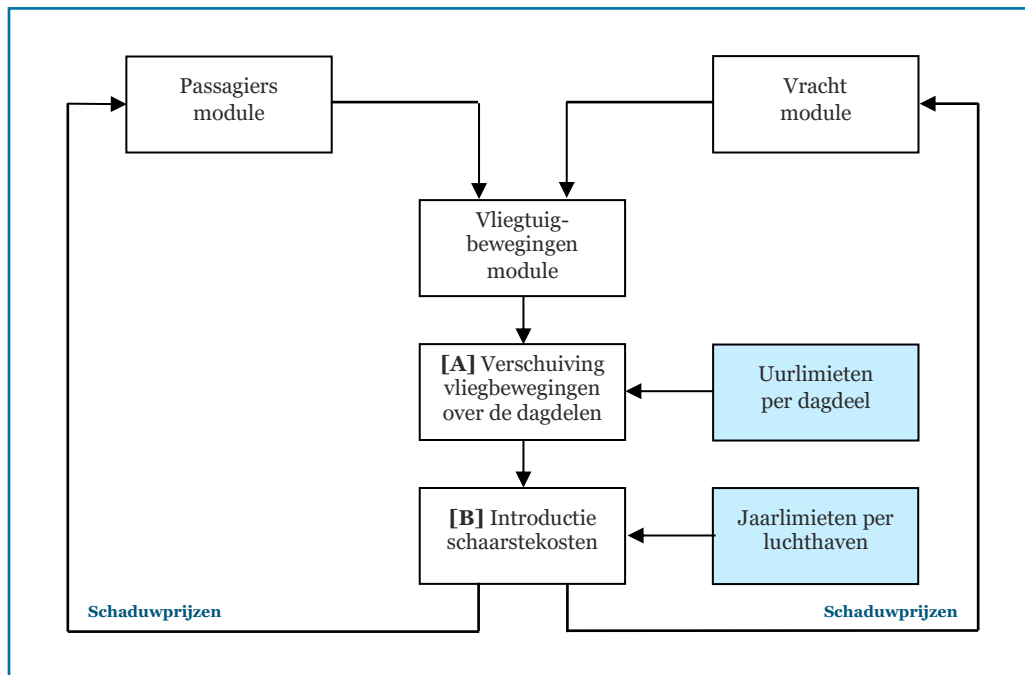 Passagiers
module
Vracht
module
Vliegtuig-
bewegingen
module
[A] Verschuiving
vliegbewegingen
over de dagdelen
Uurlimieten
per dagdeel
[B] Introductie
schaarstekosten
Jaarlimieten per
luchthaven
Schaduwprijzen
Schaduwprijzen